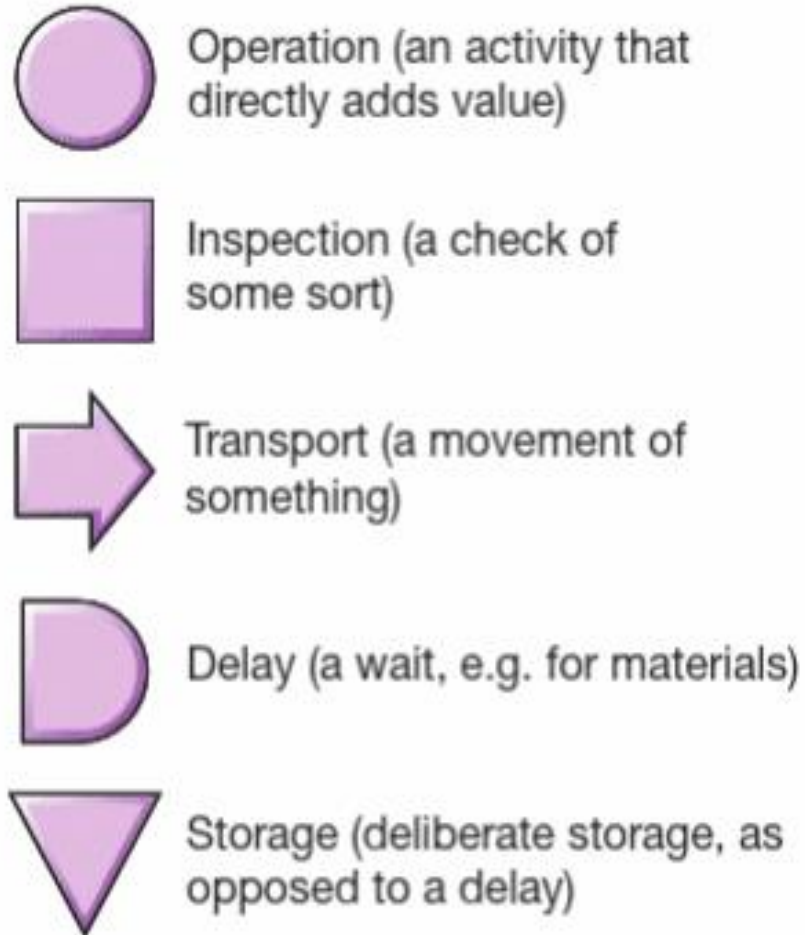 Operation (an activity that
directly adds value)
Inspection (a check of
some sort)
Transport (a movement of
something)
Delay (a wait, e.g. for materials)
Storage (deliberate storage, as
opposed to a delay)